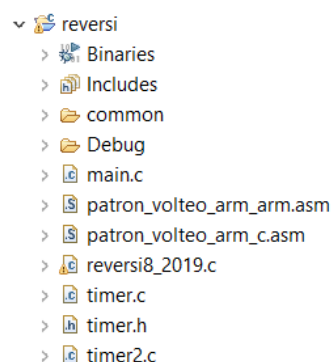 reversi
Binaries
Includes
common
Debug
main.c
patron_volteo_arm_arm.asm
patron_volteo_arm_c.asm
reversi8_2019.c
timer.c
timer.h
timer2.c